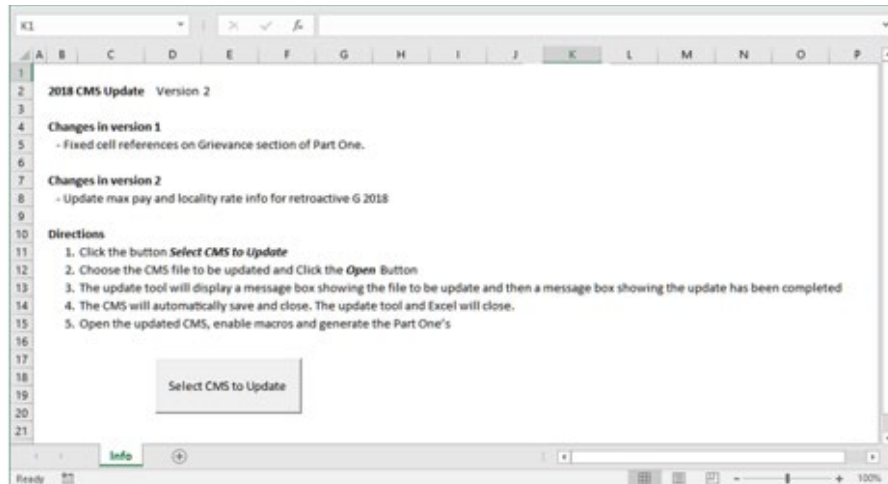 K1
A B C D E F G H I J K L M N O P
1
2 2018 CMS Update Version 2
3
4 Changes in version 1
5 - Fixed cell references on Grievance section of Part One.
6
7 Changes in version 2
8 - Update max pay and locality rate info for retroactive G 2018
9
10 Directions
11 1. Click the button Select CMS to Update
12 2. Choose the CMS file to be updated and Click the Open Button
13 3. The update tool will display a message box showing the file to be update and then a message box showing the update has been completed
14 4. The CMS will automatically save and close. The update tool and Excel will close.
15 5. Open the updated CMS, enable macros and generate the Part One's
16
17
18 Select CMS to Update
19
20
21
Info
Ready 100%